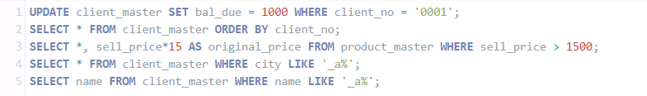 1 UPDATE client_master SET bal_due = 1000 WHERE client_no = '0001';
2 SELECT * FROM client_master ORDER BY client_no;
3 SELECT *, sell_price*15 AS original_price FROM product_master WHERE sell_price > 1500;
4 SELECT * FROM client_master WHERE city LIKE '_a%';
5 SELECT name FROM client_master WHERE name LIKE '_a%';